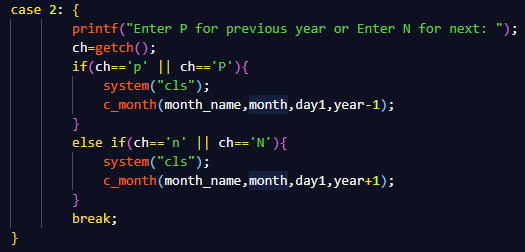 case 2: {
printf("Enter P for previous year or Enter N for next: ");
ch=getch();
if(ch=='p' || ch=='P'){
system("cls");
c_month(month_name,month,day1,year-1);
}
else if(ch=='n' || ch=='N'){
system("cls");
c_month(month_name,month,day1,year+1);
}
break;
}